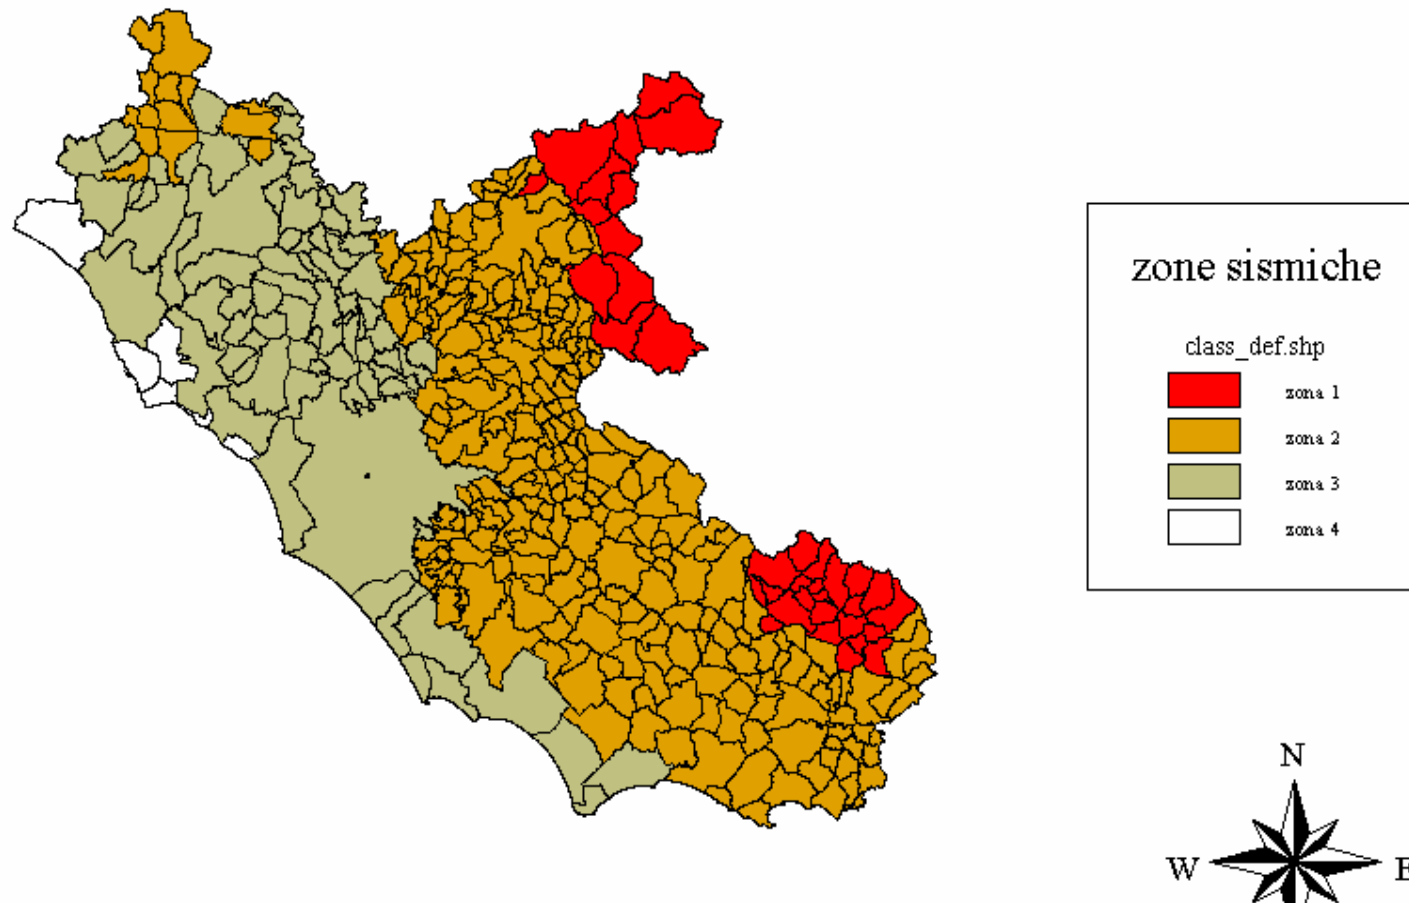 zone sismiche
class_def.shp
zona 1
zona 2
zona 3
zona 4
N
W E